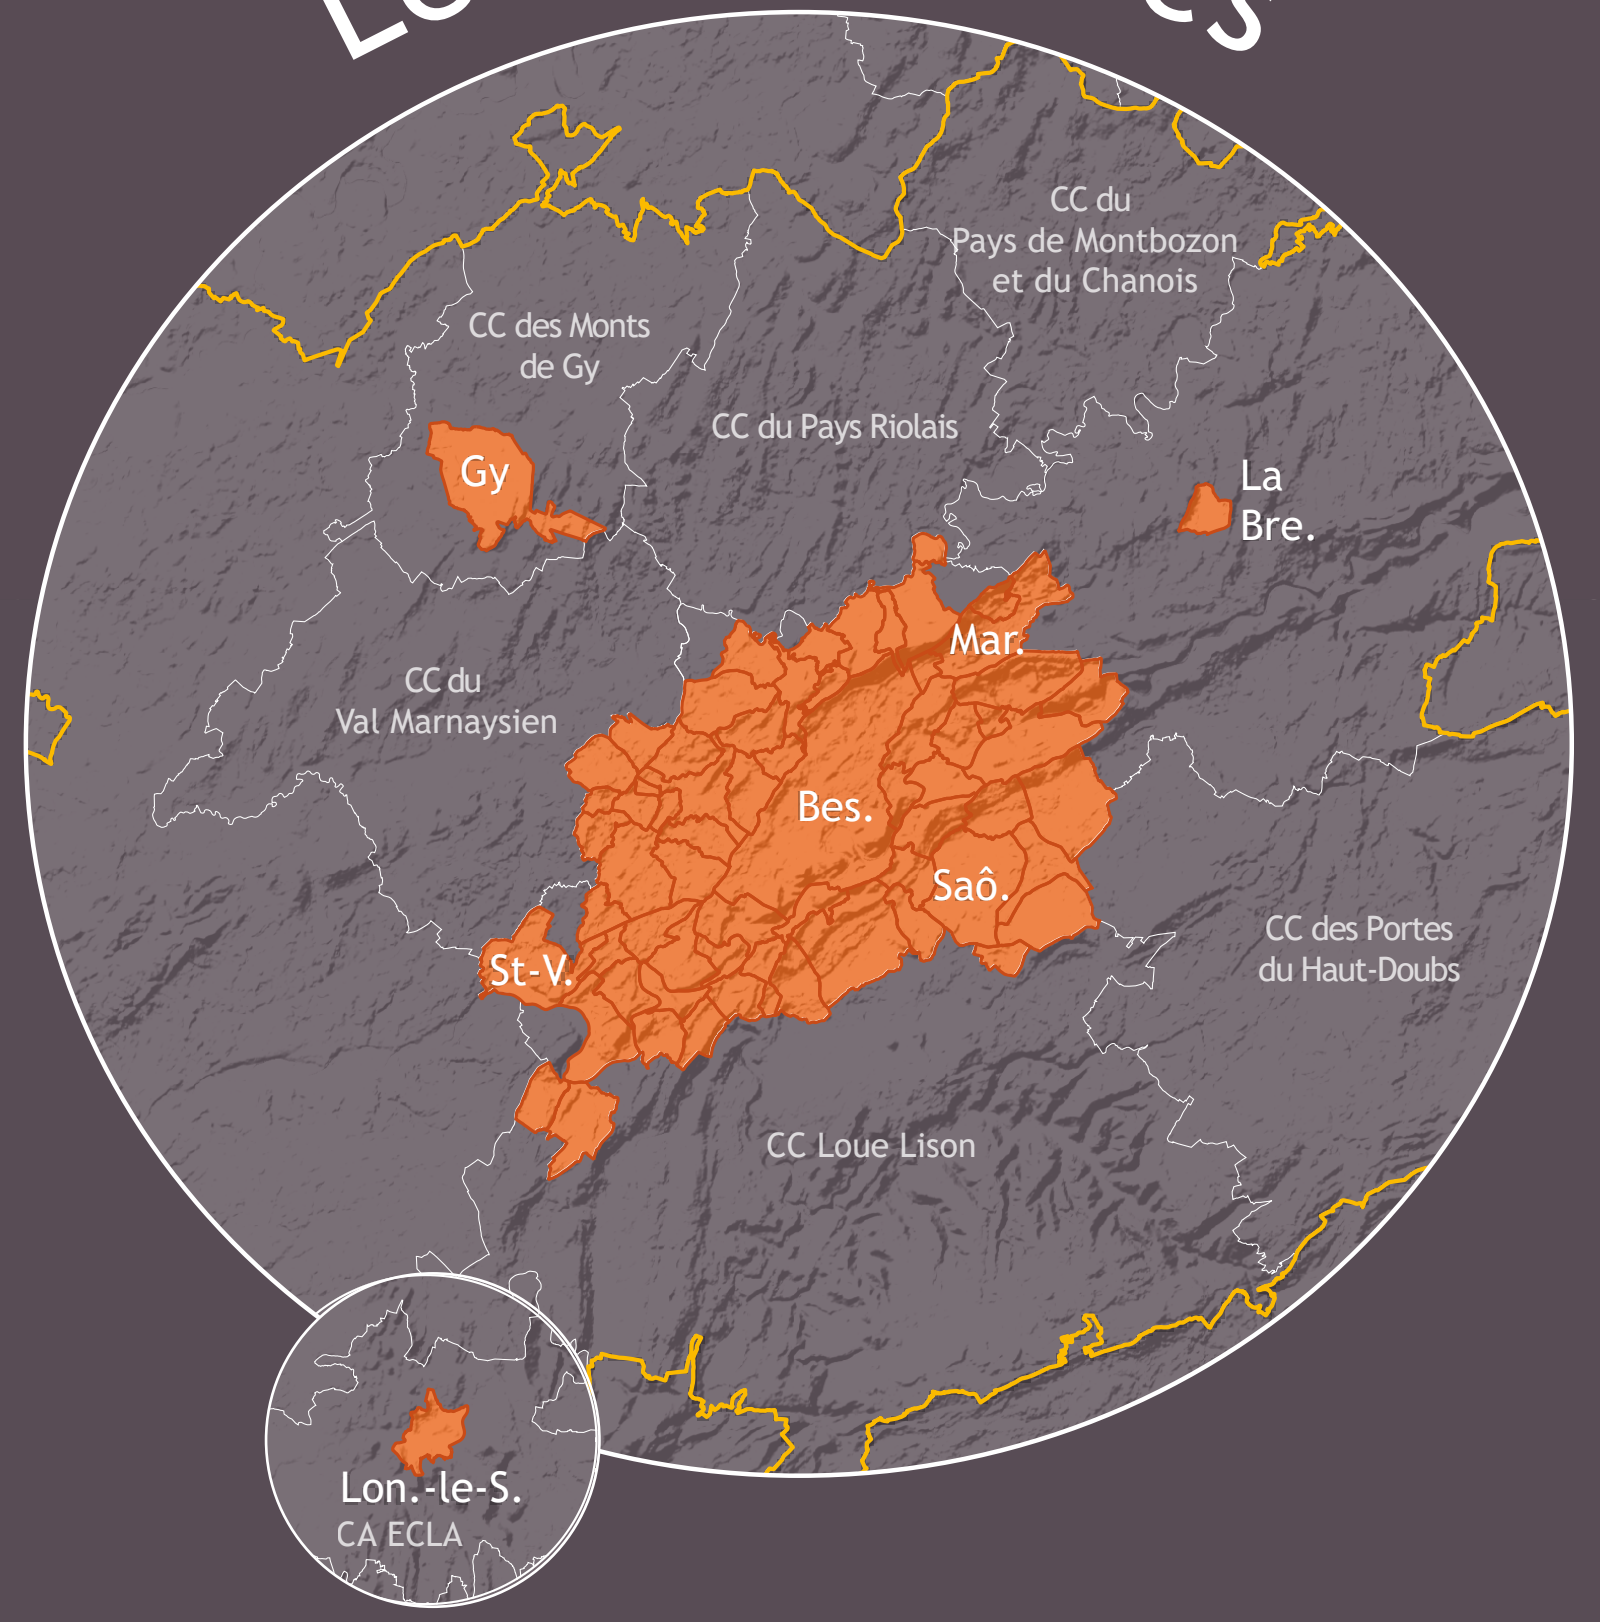 CC du
Pays de Montbozon
et du Chanois
CC des Monts
de Gy
CC du Pays Riolais
Gy
La
Bre.
Mar.
CC du
Val Marnaysien
Bes.
Saô.
St-V.
CC des Portes
du Haut-Doubs
CC Loue Lison
Lon.-le-S.
CA ECLA